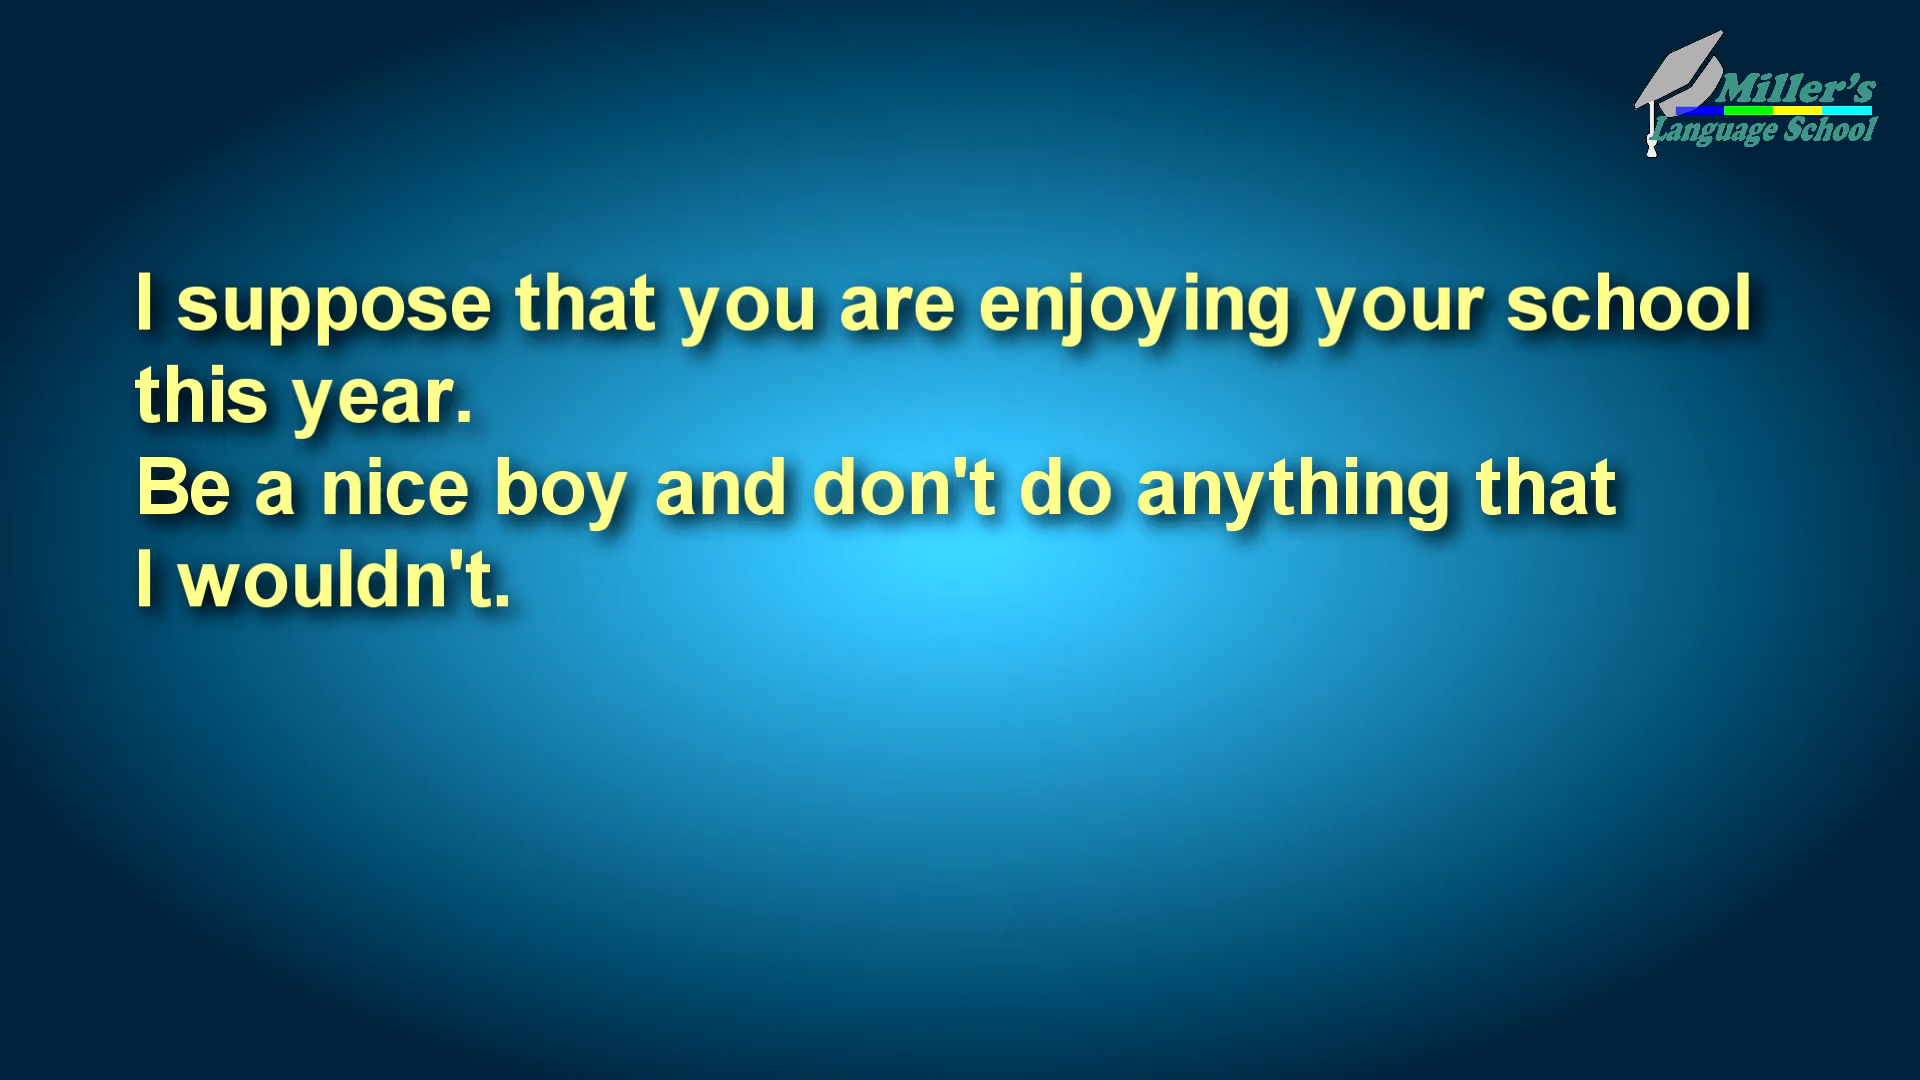 Miller's
Language School
I suppose that you are enjoying your school
this year.
Be a nice boy and don't do anything that
I wouldn't.